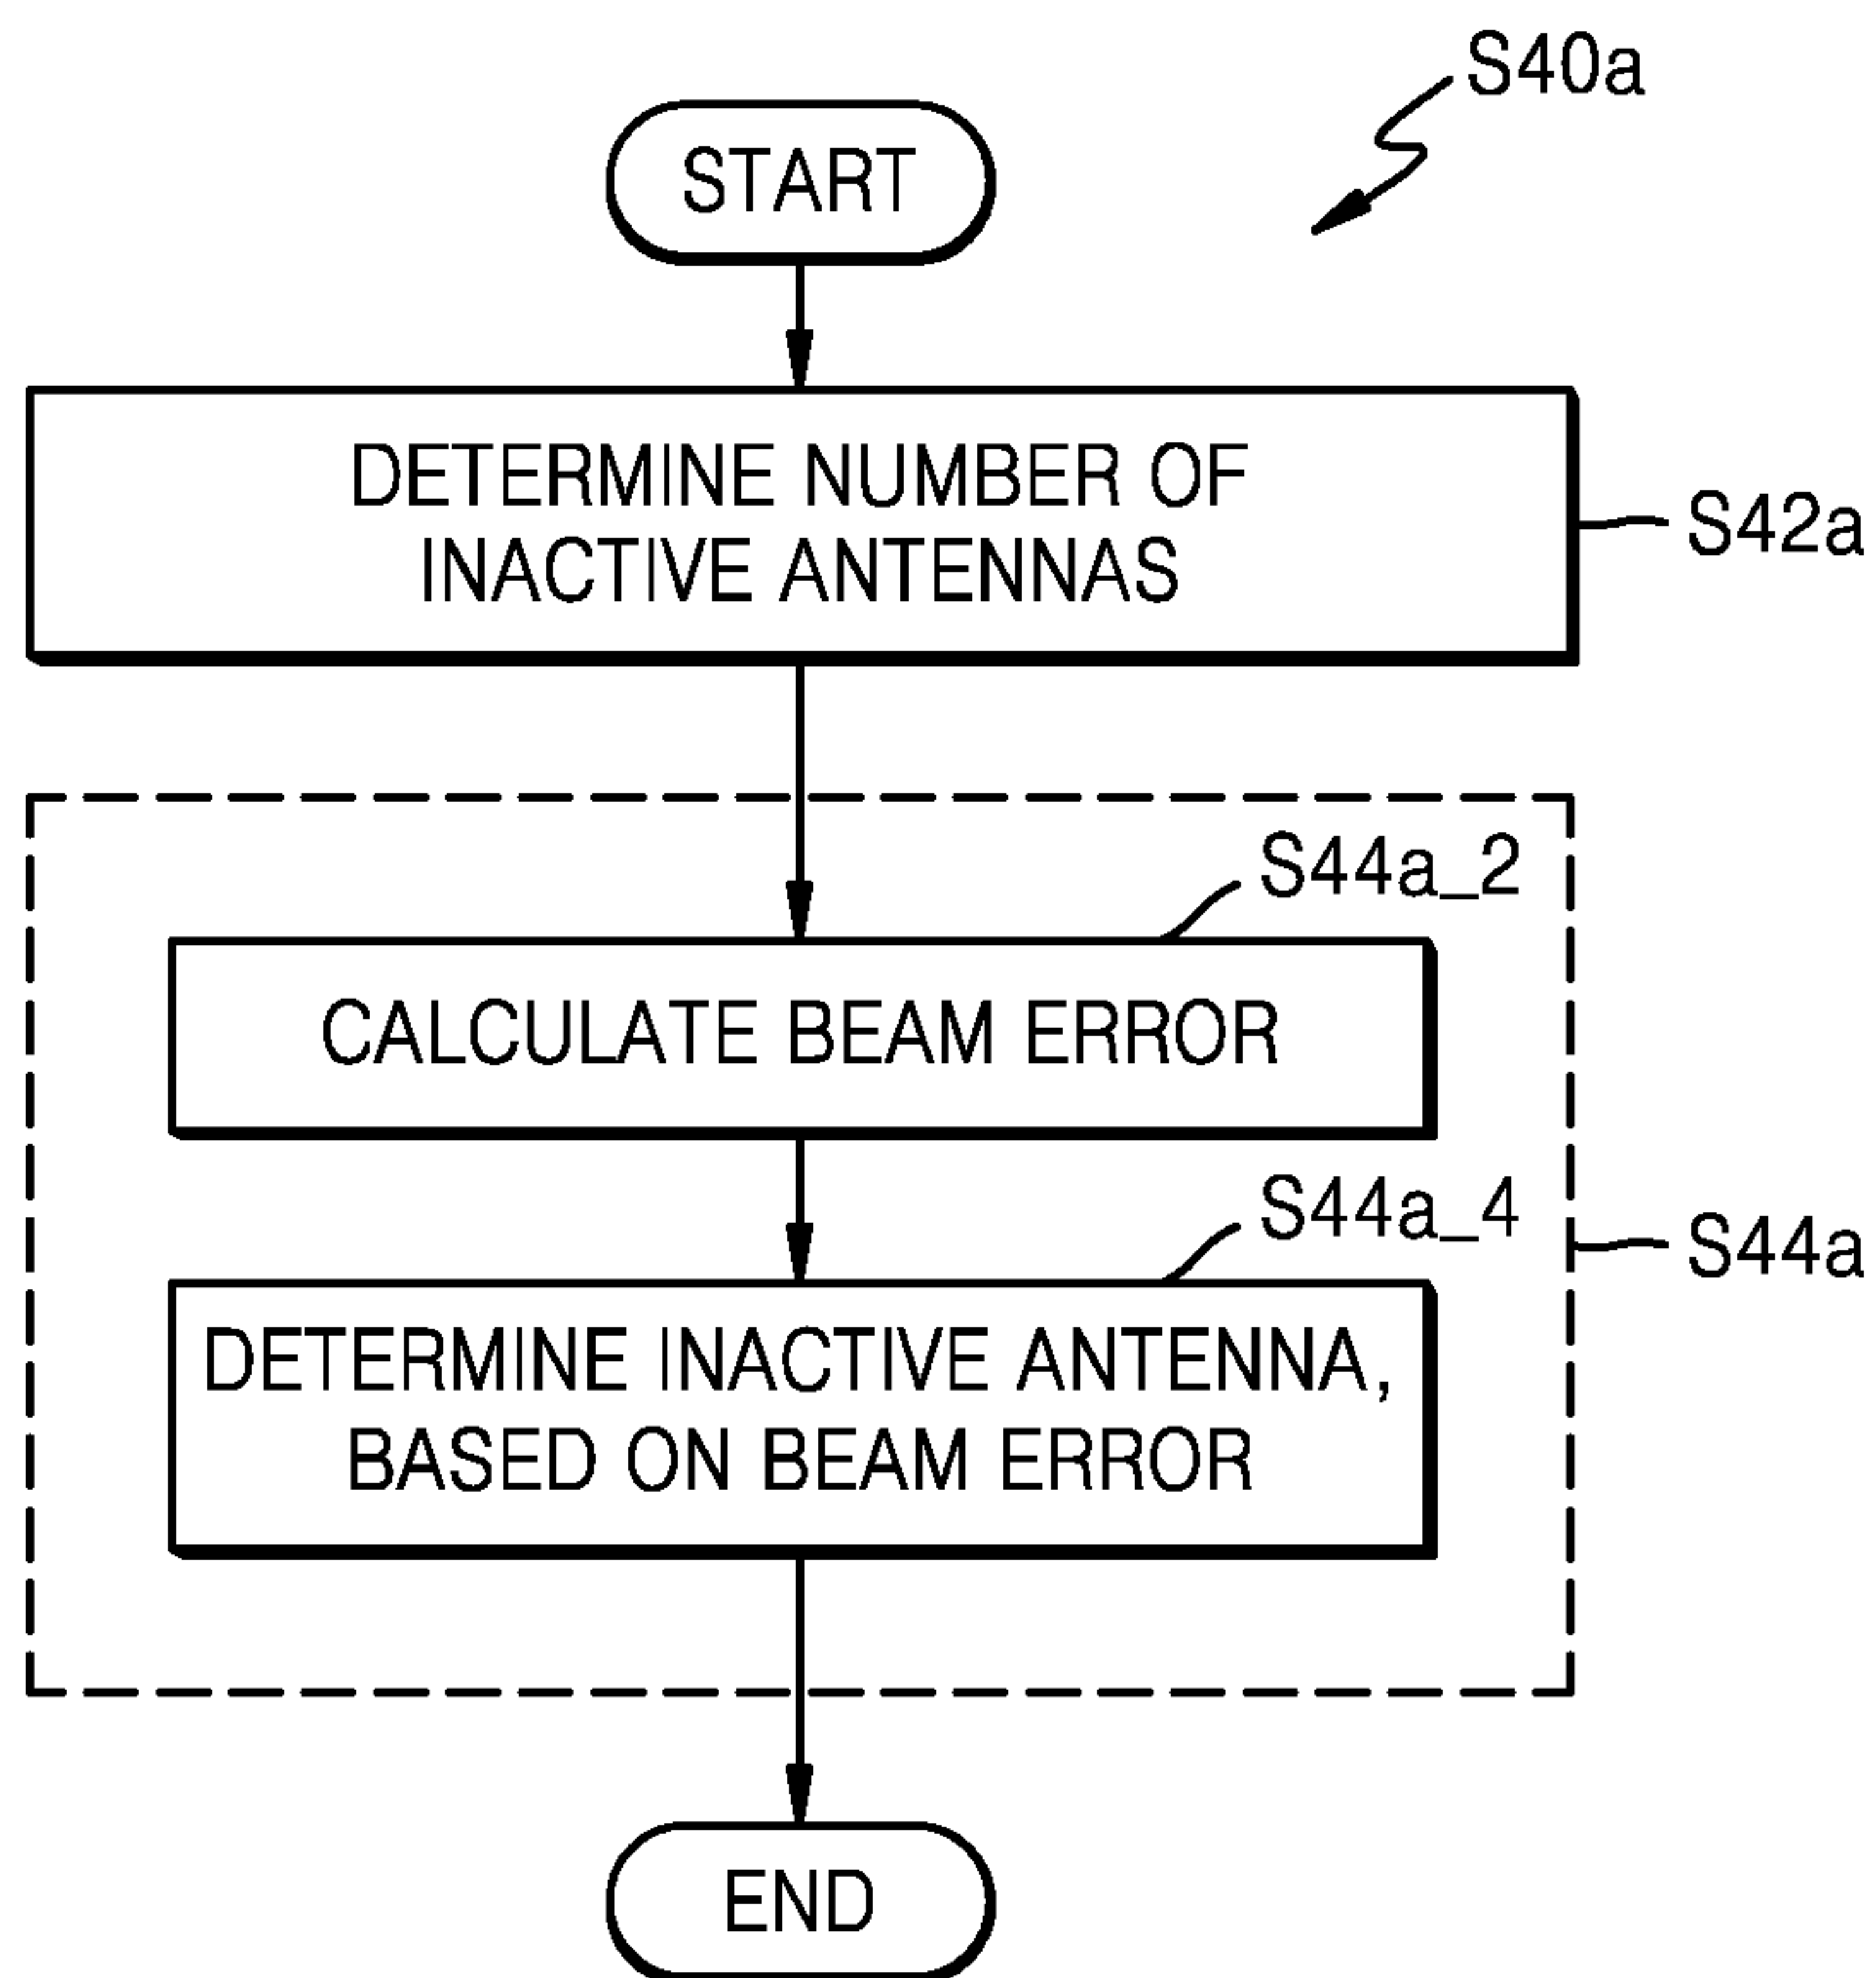 S40a
START
DETERMINE NUMBER OF
INACTIVE ANTENNAS
S42a
S44a_2
CALCULATE BEAM ERROR
S44a_4
S44a
DETERMINE INACTIVE ANTENNA,
BASED ON BEAM ERROR
END